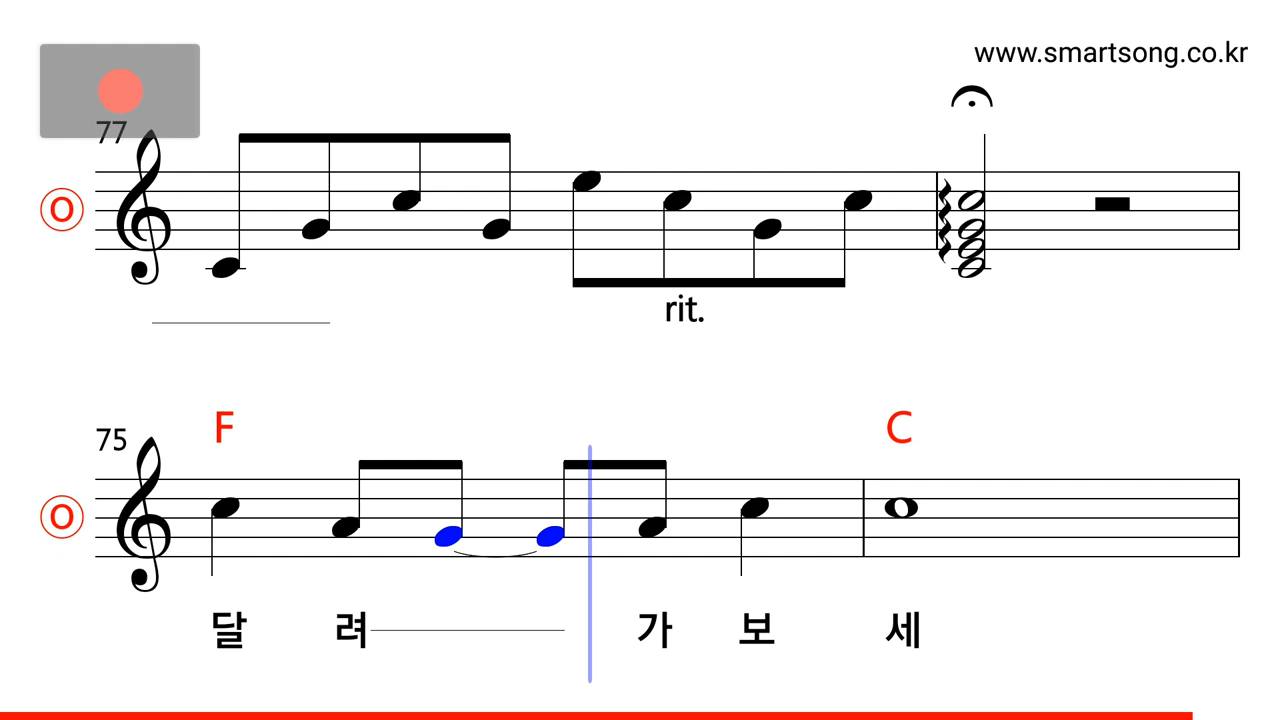 www.smartsong.co.kr
77
O
rit.
F C
75
O
달 려 가 보 세